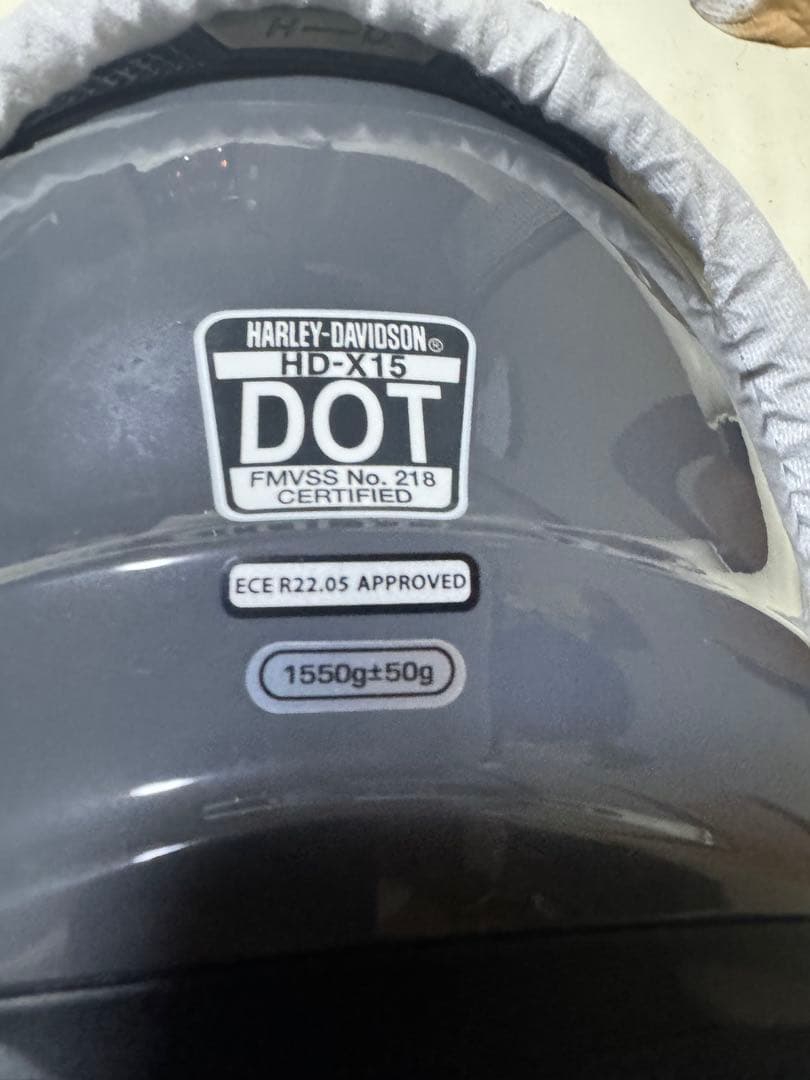 HARLEY-DAVIDSON®
HD-X15
DOT
FMVSS No. 218
CERTIFIED
ECE R22.05 APPROVED
1550g±50g